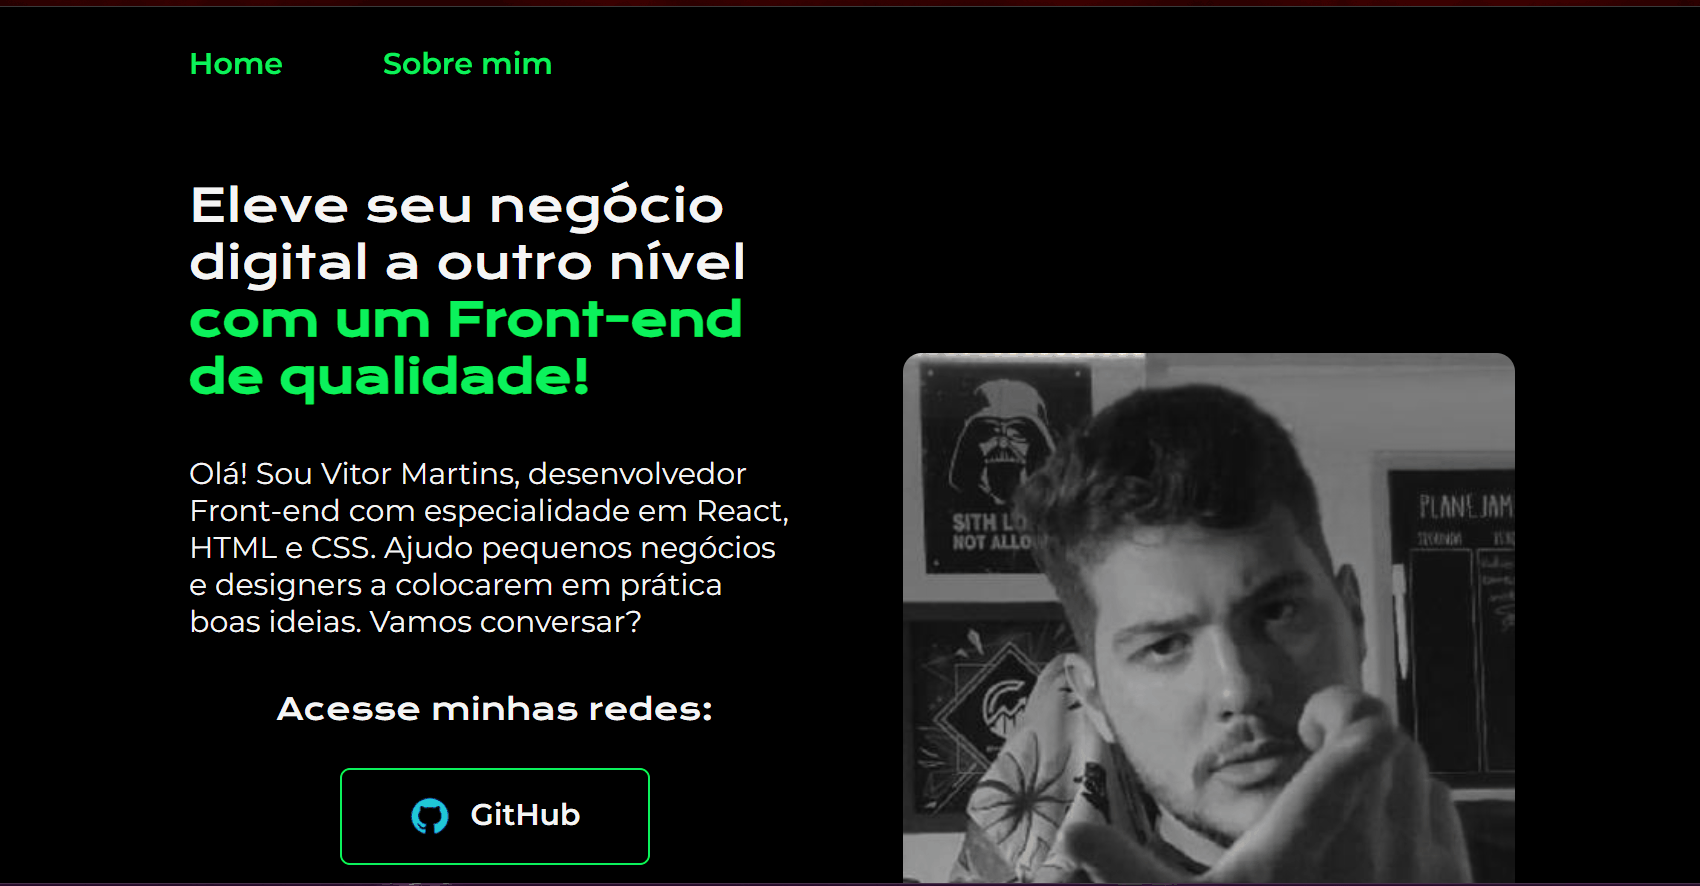 Home
Sobre mim
Eleve seu negócio
digital a outro nível
com um Front-end
de qualidade!
Olá! Sou Vitor Martins, desenvolvedor
Front-end com especialidade em React,
HTML e CSS. Ajudo pequenos negócios
e designers a colocarem em prática
boas ideias. Vamos conversar?
Acesse minhas redes:
GitHub
SITH
NOT
PLANEJAM